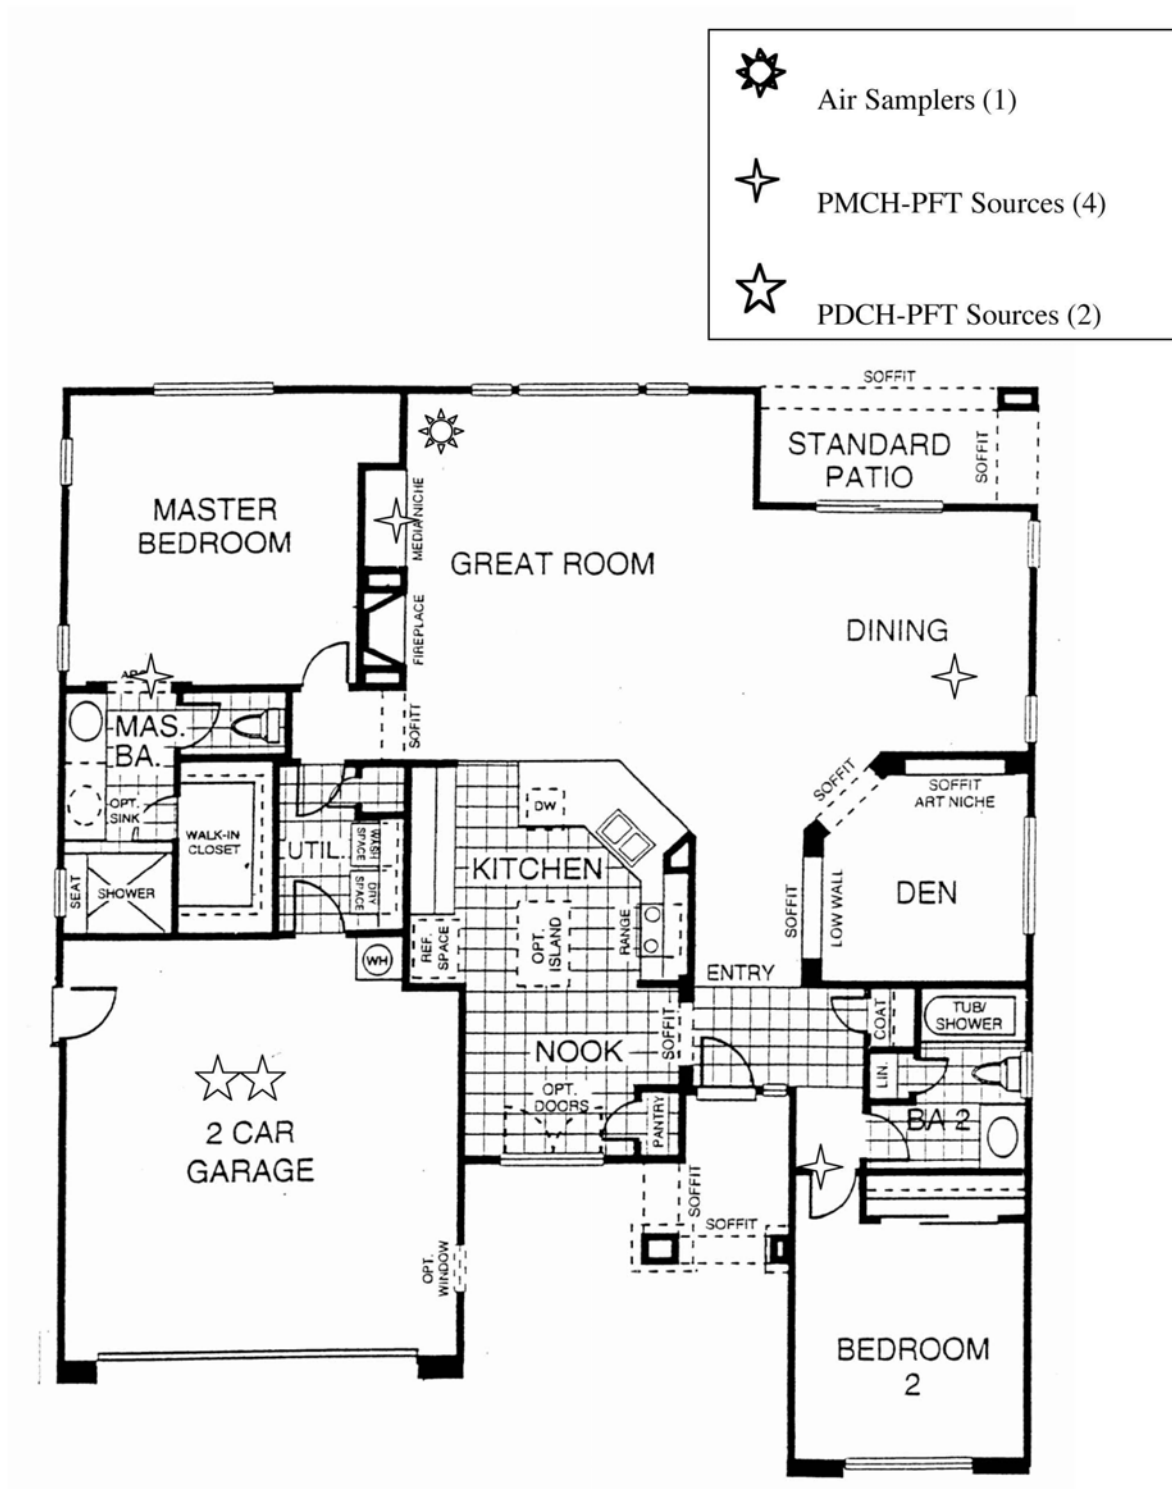 Air Samplers (1)
PMCH-PFT Sources (4)
PDCH-PFT Sources (2)
SOFFIT
STANDARD
PATIO
SOFFIT
MASTER
BEDROOM
MEDIA NICHE
GREAT ROOM
FIREPLACE
DINING
SOFITT
MAS.
BA.
OPT.
SINK
WALK-IN
CLOSET
SEAT
SHOWER
UTIL.
WASH
SPACE
DRY
SPACE
DW
KITCHEN
REF.
SPACE
OPT.
ISLAND
RANGE
SOFFIT
SOFFIT
ART NICHE
SOFFIT
LOW WALL
DEN
ENTRY
WH
NOOK
SOFFIT
COAT
TUB/
SHOWER
LIN.
BA 2
OPT.
DOORS
PANTRY
2 CAR
GARAGE
SOFFIT
SOFFIT
OPT.
WINDOW
BEDROOM
2